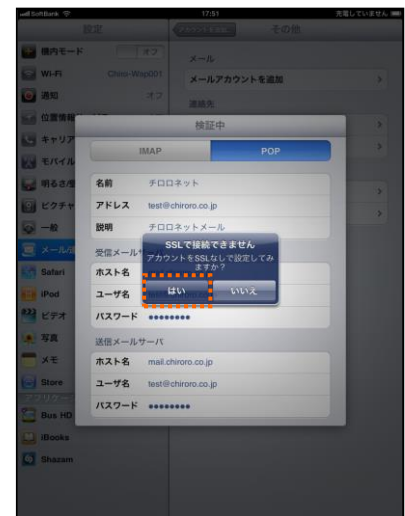 SoftBank
17:51
充電していません
設定
その他
機内モード
オフ
Wi-Fi
Chiro-Wap001
通知
オフ
位置情報
キャリア
モバイル
明るさ/壁
ピクチャ
一般
メール/連
Safari
iPod
ビデオ
写真
メモ
Store
Bus HD
iBooks
Shazam
メール
メールアカウントを追加
連絡先
検証中
IMAP
POP
名前 チロロネット
アドレス test@chiroro.co.jp
説明 チロロネットメール
受信メールサ
ホスト名
ユーザ名
パスワード ●●●●●●●●
送信メールサーバ
ホスト名 mail.chiroro.co.jp
ユーザ名 test@chiroro.co.jp
パスワード ●●●●●●●●
SSLで接続できません
アカウントをSSLなしで設定してみ
ますか？
はい
いいえ